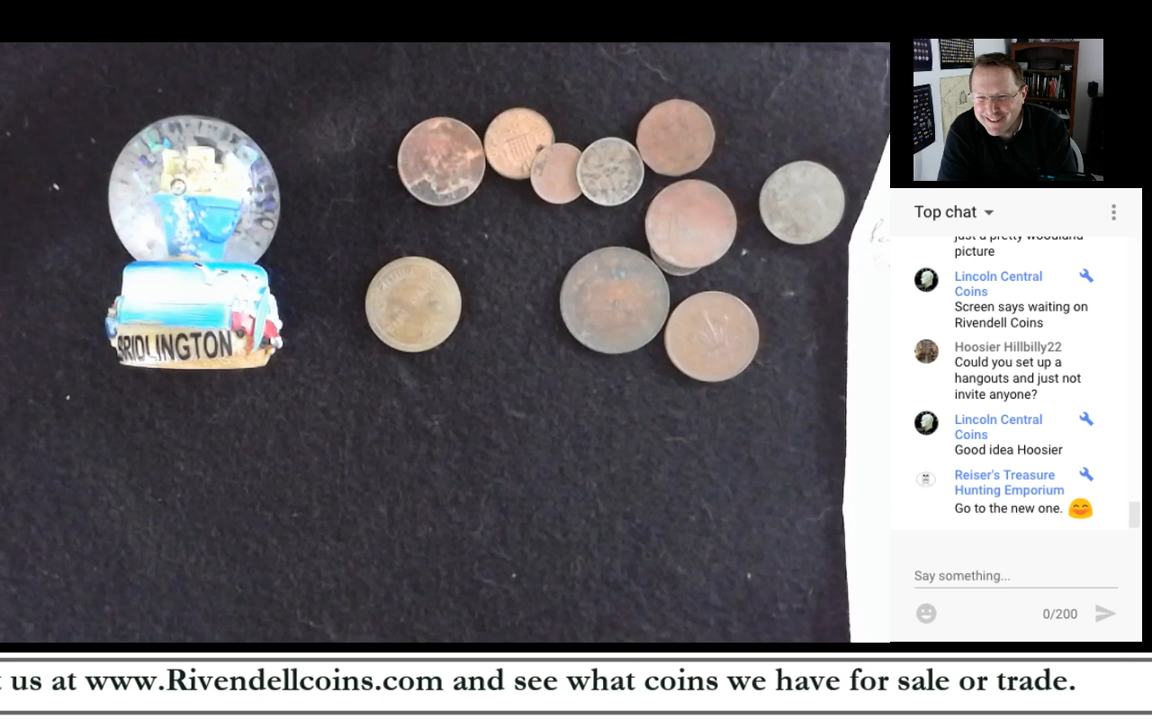 BRIDLINGTON
Top chat
just a pretty woodland
picture
Lincoln Central
Coins
Screen says waiting on
Rivendell Coins
Hoosier Hillbilly22
Could you set up a
hangouts and just not
invite anyone?
Lincoln Central
Coins
Good idea Hoosier
Reiser's Treasure
Hunting Emporium
Go to the new one.
Say something...
0/200
us at www.Rivendellcoins.com and see what coins we have for sale or trade.